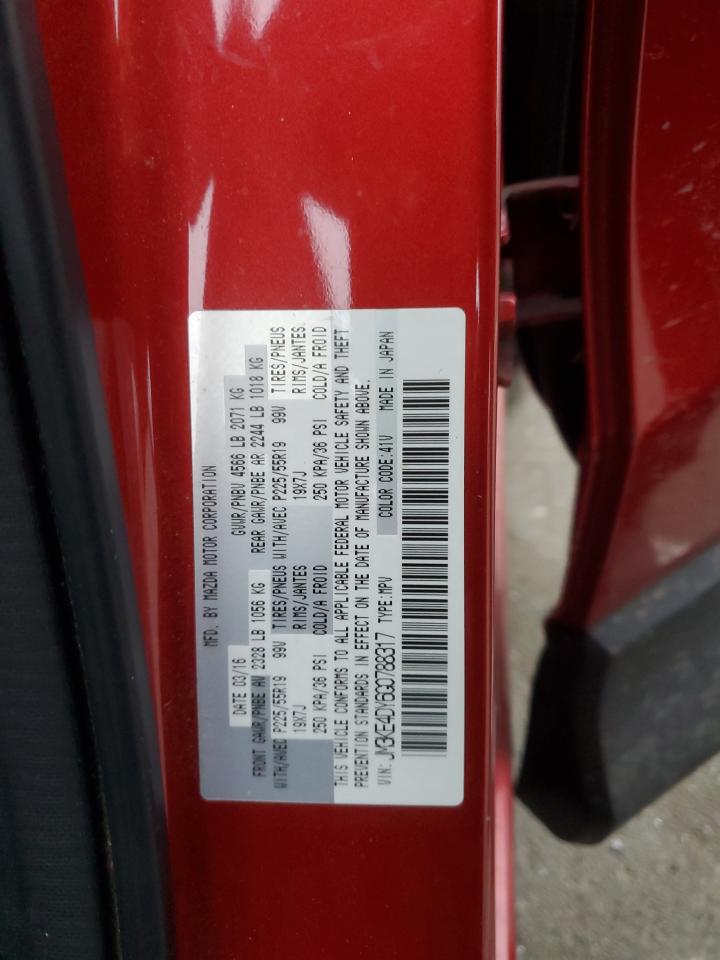 MFD. BY MAZDA MOTOR CORPORATION
DATE 03/16 GVWR/PNBV 4566 LB 2071 KG
FRONT GAWR/PNBE AV 2328 LB 1056 KG REAR GAWR/PNBE AR 2244 LB 1018 KG
WITH/AVEC P225/55R19 99V TIRES/PNEUS WITH/AVEC P225/55R19 99V TIRES/PNEUS
19X7J RIMS/JANTES 19X7J RIMS/JANTES
250 KPA/36 PSI COLD/A FROID 250 KPA/36 PSI COLD/A FROID
THIS VEHICLE CONFORMS TO ALL APPLICABLE FEDERAL MOTOR VEHICLE SAFETY AND THEFT
PREVENTION STANDARDS IN EFFECT ON THE DATE OF MANUFACTURE SHOWN ABOVE.
VIN: JM3KE4DY6G0788317 TYPE:MPV COLOR CODE:41V MADE IN JAPAN